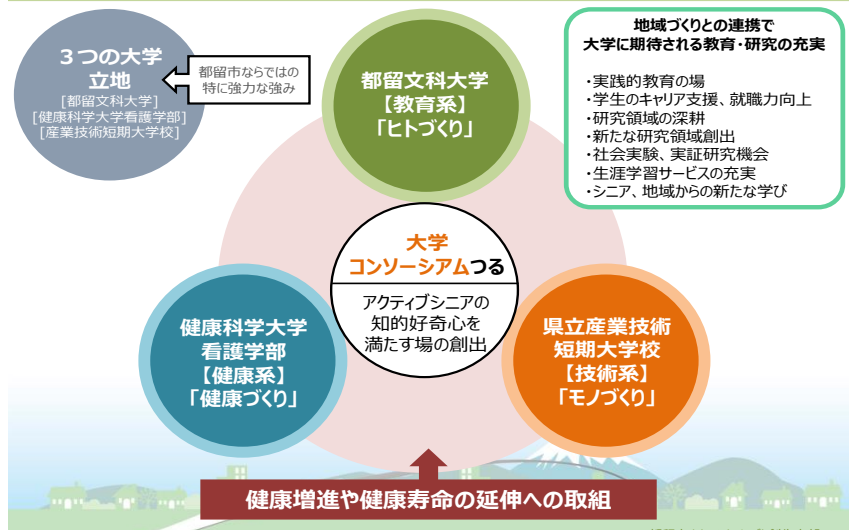 3つの大学
立地
[都留文科大学]
[健康科学大学看護学部]
[産業技術短期大学校]
都留市ならではの
特に強力な強み
都留文科大学
【教育系】
「ヒトづくり」
地域づくりとの連携で
大学に期待される教育・研究の充実
・実践的教育の場
・学生のキャリア支援、就職力向上
・研究領域の深耕
・新たな研究領域創出
・社会実験、実証研究機会
・生涯学習サービスの充実
・シニア、地域からの新たな学び
大学
コンソーシアムつる
アクティブシニアの
知的好奇心を
満たす場の創出
健康科学大学
看護学部
【健康系】
「健康づくり」
県立産業技術
短期大学校
【技術系】
「モノづくり」
健康増進や健康寿命の延伸への取組